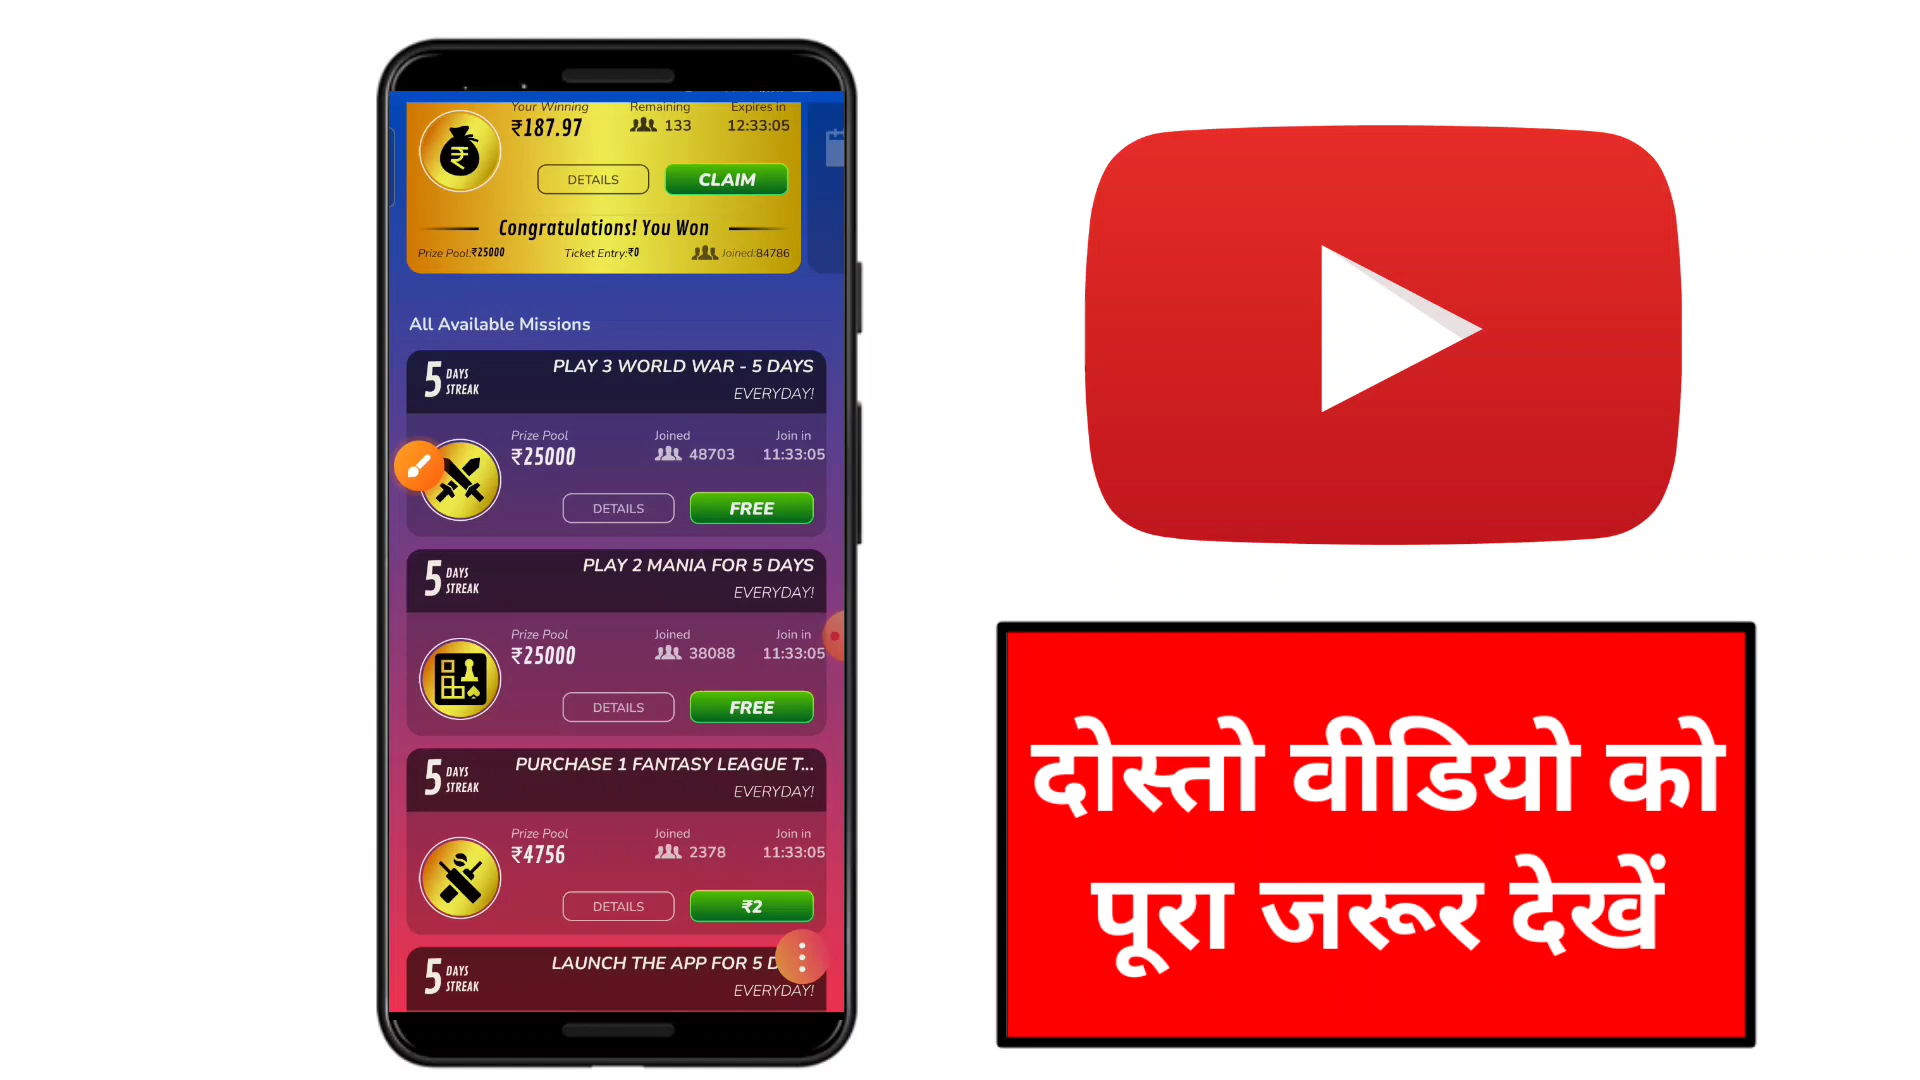 Your Winning Remaining Expires in
₹187.97 133 12:33:05
DETAILS CLAIM
Congratulations! You Won
Prize Pool:₹25000 Ticket Entry:₹0 Joined:84786
All Available Missions
5 DAYS STREAK PLAY 3 WORLD WAR - 5 DAYS
EVERYDAY!
Prize Pool Joined Join in
₹25000 48703 11:33:05
DETAILS FREE
5 DAYS STREAK PLAY 2 MANIA FOR 5 DAYS
EVERYDAY!
Prize Pool Joined Join in
₹25000 38088 11:33:05
DETAILS FREE
5 DAYS STREAK PURCHASE 1 FANTASY LEAGUE T...
EVERYDAY!
Prize Pool Joined Join in
₹4756 2378 11:33:05
DETAILS ₹2
5 DAYS STREAK LAUNCH THE APP FOR 5 D
EVERYDAY!
दोस्तो वीडियो को
पूरा जरूर देखें